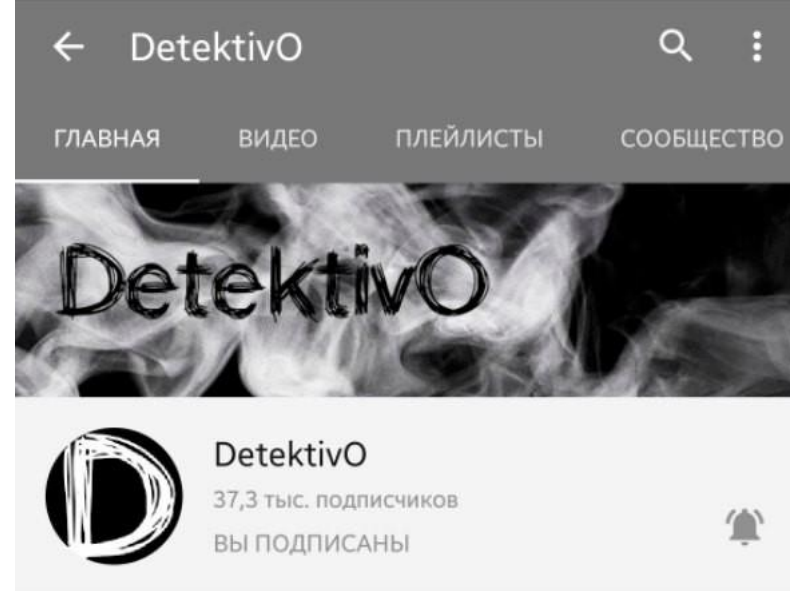 DetektivO
ГЛАВНАЯ ВИДЕО ПЛЕЙЛИСТЫ СООБЩЕСТВО
DetektivO
D
DetektivO
37,3 тыс. подписчиков
ВЫ ПОДПИСАНЫ